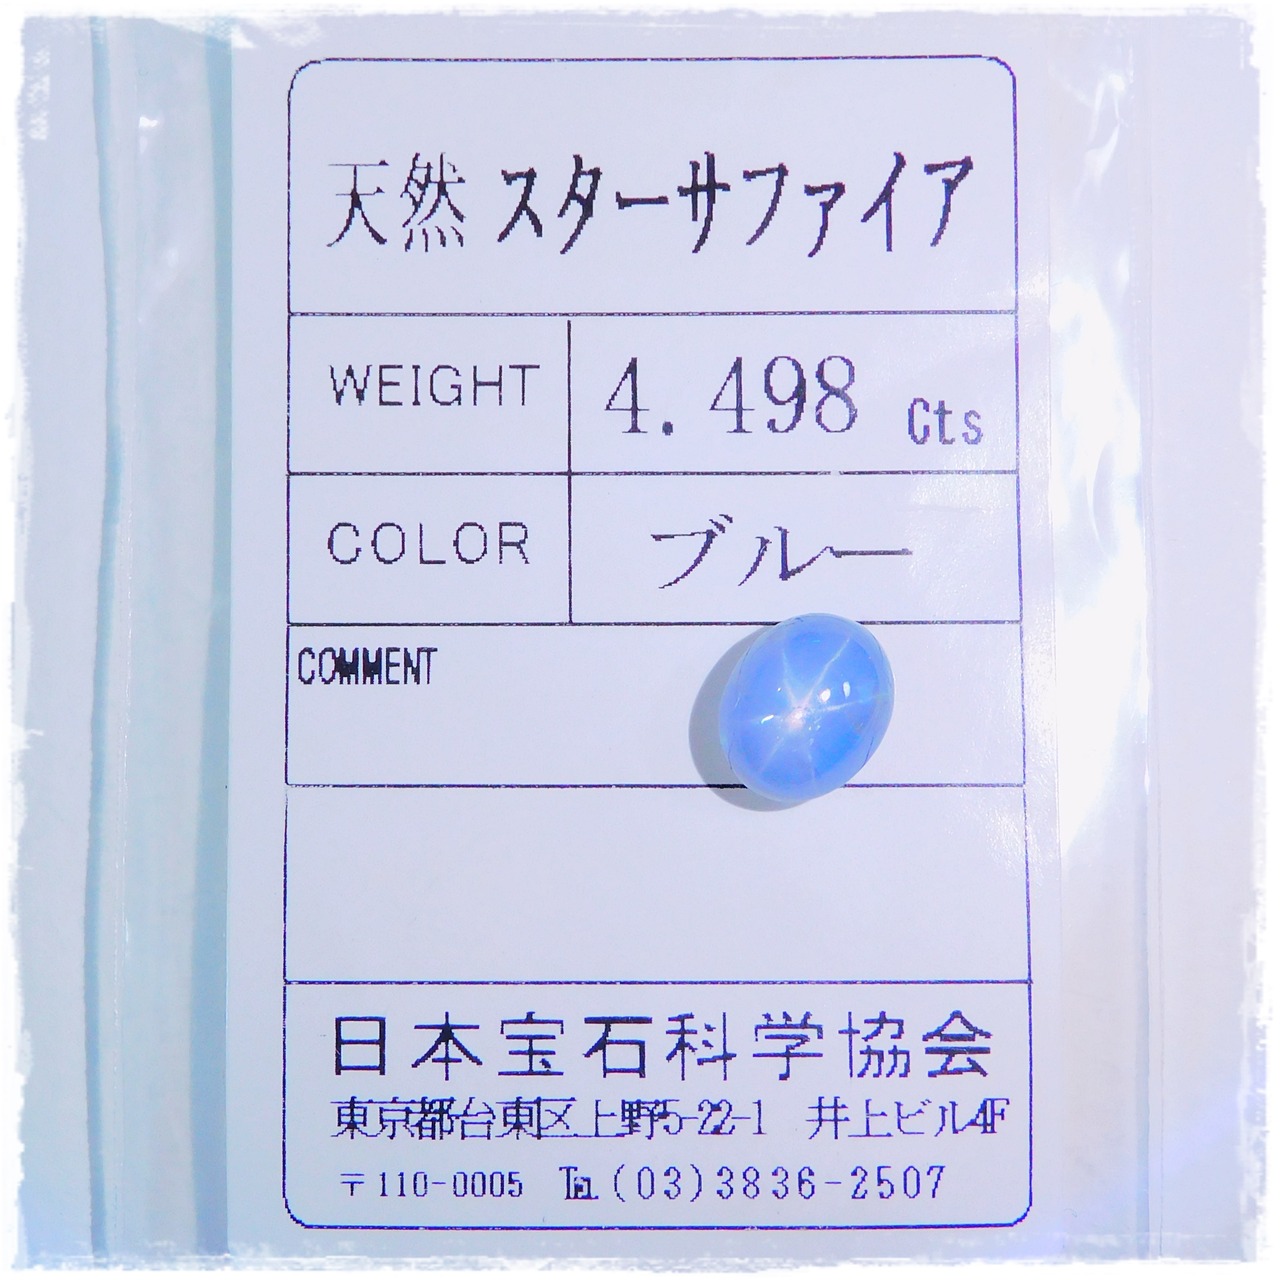 天然 スターサファイア
WEIGHT 4.498 Cts
COLOR ブルー
COMMENT
日本宝石科学協会
東京都台東区上野5-22-1 井上ビル4F
〒110-0005 ℡(03)3836-2507